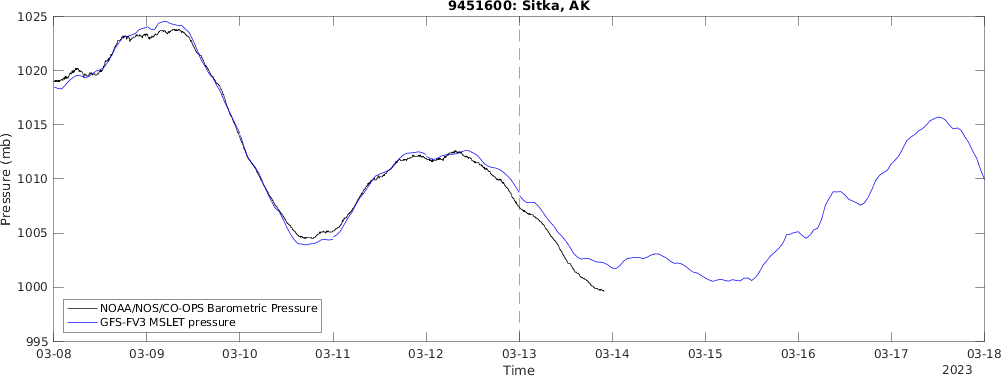 9451600: Sitka, AK
Pressure (mb)
1025
1020
1015
1010
1005
1000
995
NOAA/NOS/CO-OPS Barometric Pressure
GFS-FV3 MSLET pressure
03-08 03-09 03-10 03-11 03-12 03-13 03-14 03-15 03-16 03-17 03-18
Time
2023